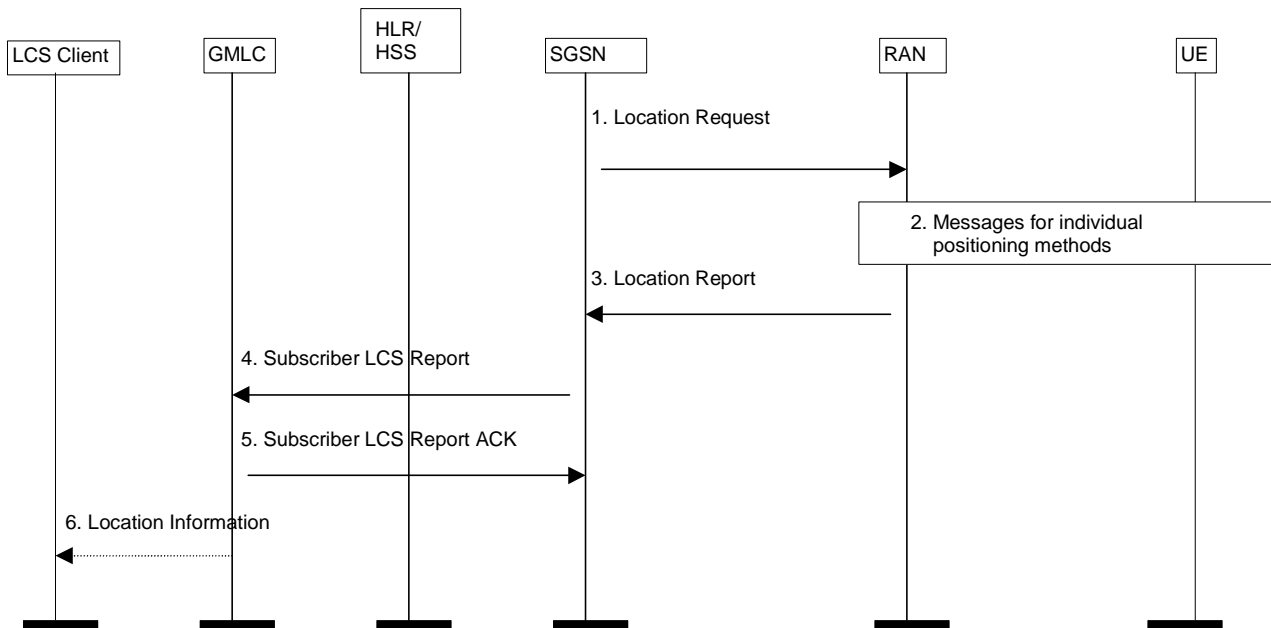 LCS Client
GMLC
HLR/
HSS
SGSN
RAN
UE
1. Location Request
2. Messages for individual
positioning methods
3. Location Report
4. Subscriber LCS Report
5. Subscriber LCS Report ACK
6. Location Information